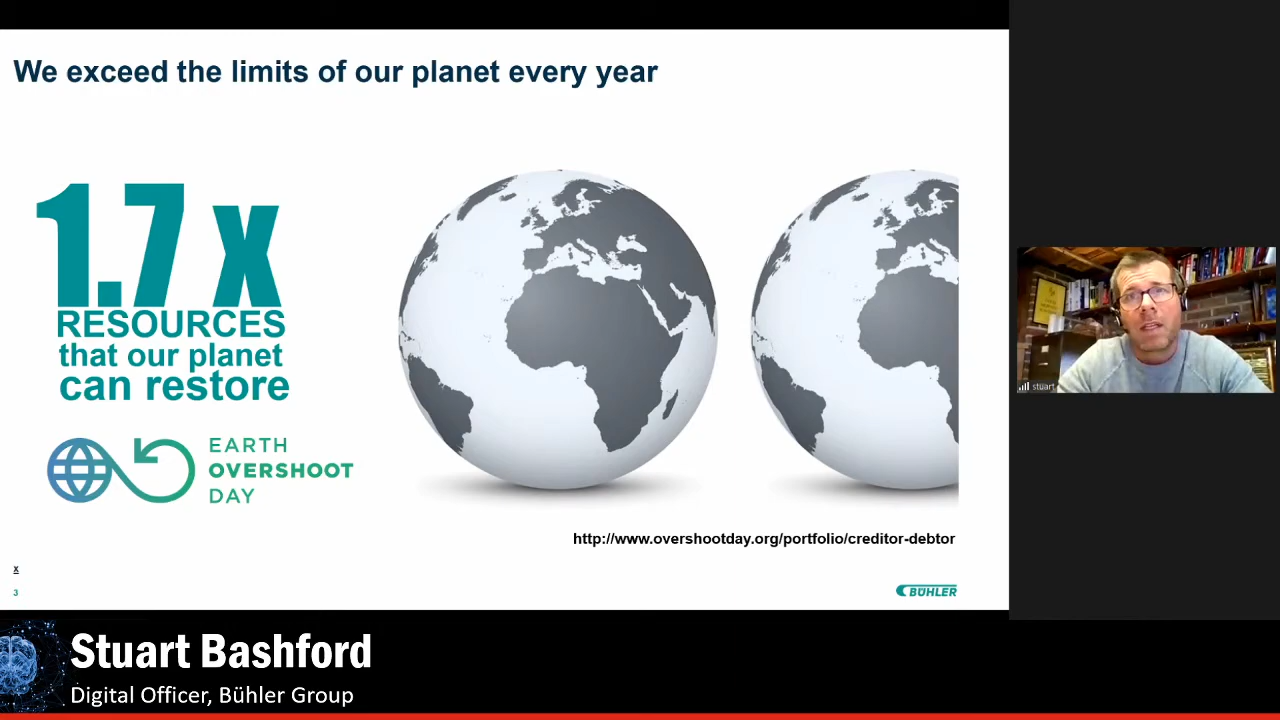 We exceed the limits of our planet every year
1.7 x
RESOURCES
that our planet
can restore
EARTH
OVERSHOOT
DAY
http://www.overshootday.org/portfolio/creditor-debtor
x
3
BÜHLER
stuart
Stuart Bashford
Digital Officer, Bühler Group